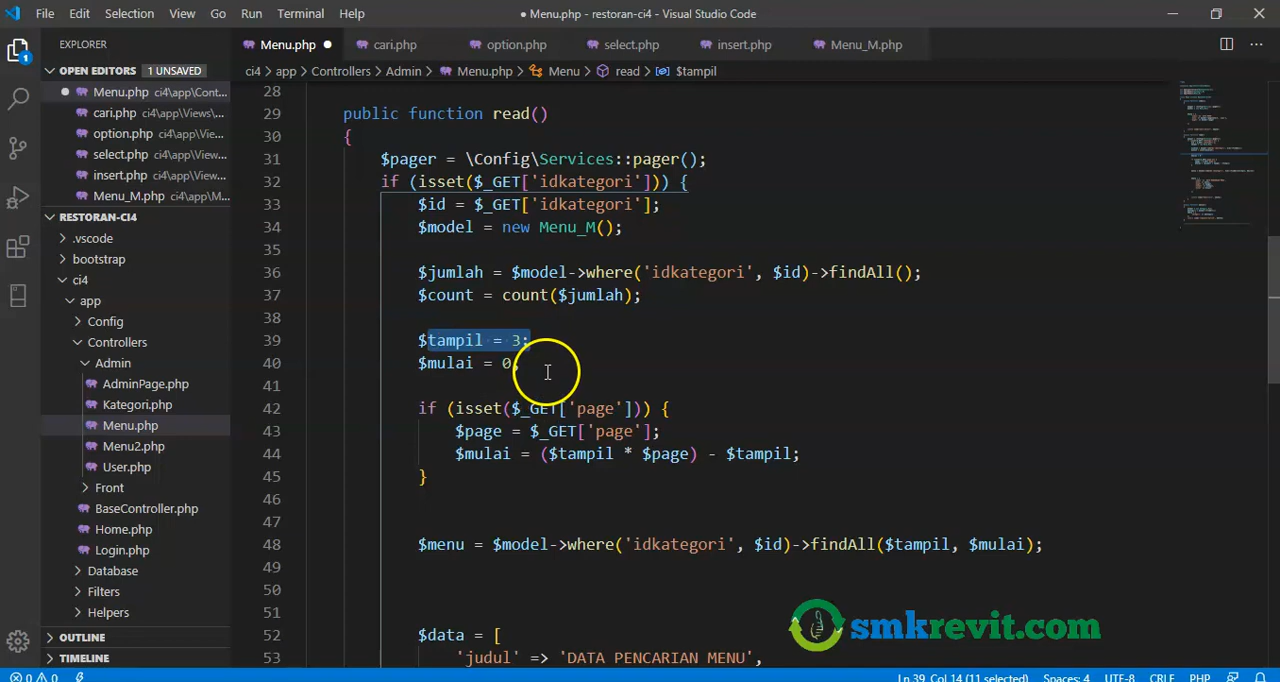 File Edit Selection View Go Run Terminal Help
● Menu.php - restoran-ci4 - Visual Studio Code
EXPLORER
Menu.php ● cari.php option.php select.php insert.php Menu_M.php
OPEN EDITORS 1 UNSAVED
ci4 > app > Controllers > Admin > Menu.php > Menu > read > $tampil
Menu.php ci4\app\Cont...
cari.php ci4\app\Views\...
option.php ci4\app\Vie...
select.php ci4\app\View...
insert.php ci4\app\View...
Menu_M.php ci4\app\M...
RESTORAN-CI4
.vscode
bootstrap
ci4
app
Config
Controllers
Admin
AdminPage.php
Kategori.php
Menu.php
Menu2.php
User.php
Front
BaseController.php
Home.php
Login.php
Database
Filters
Helpers
OUTLINE
TIMELINE
28
29 public function read()
30 {
31 $pager = \Config\Services::pager();
32 if (isset($_GET['idkategori'])) {
33 $id = $_GET['idkategori'];
34 $model = new Menu_M();
35
36 $jumlah = $model->where('idkategori', $id)->findAll();
37 $count = count($jumlah);
38
39 $tampil = 3;
40 $mulai = 0;
41
42 if (isset($_GET['page'])) {
43 $page = $_GET['page'];
44 $mulai = ($tampil * $page) - $tampil;
45 }
46
47
48 $menu = $model->where('idkategori', $id)->findAll($tampil, $mulai);
49
50
51
52 $data = [
53 'judul' => 'DATA PENCARIAN MENU',
smkrevit.com
0 0 Ln 39, Col 14 (11 selected) Spaces: 4 UTF-8 CRLF PHP